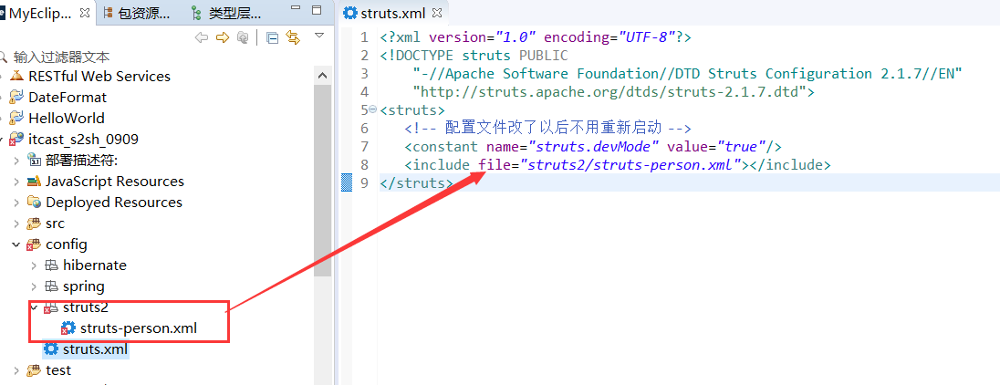 MyEclip...
包资源...
类型层...
输入过滤器文本
RESTful Web Services
DateFormat
HelloWorld
itcast_s2sh_0909
部署描述符:
JavaScript Resources
Deployed Resources
src
config
hibernate
spring
struts2
struts-person.xml
struts.xml
test
struts.xml
1 <?xml version="1.0" encoding="UTF-8"?>
2 <!DOCTYPE struts PUBLIC
3 "-//Apache Software Foundation//DTD Struts Configuration 2.1.7//EN"
4 "http://struts.apache.org/dtds/struts-2.1.7.dtd">
5 <struts>
6 <!-- 配置文件改了以后不用重新启动 -->
7 <constant name="struts.devMode" value="true"/>
8 <include file="struts2/struts-person.xml"></include>
9 </struts>